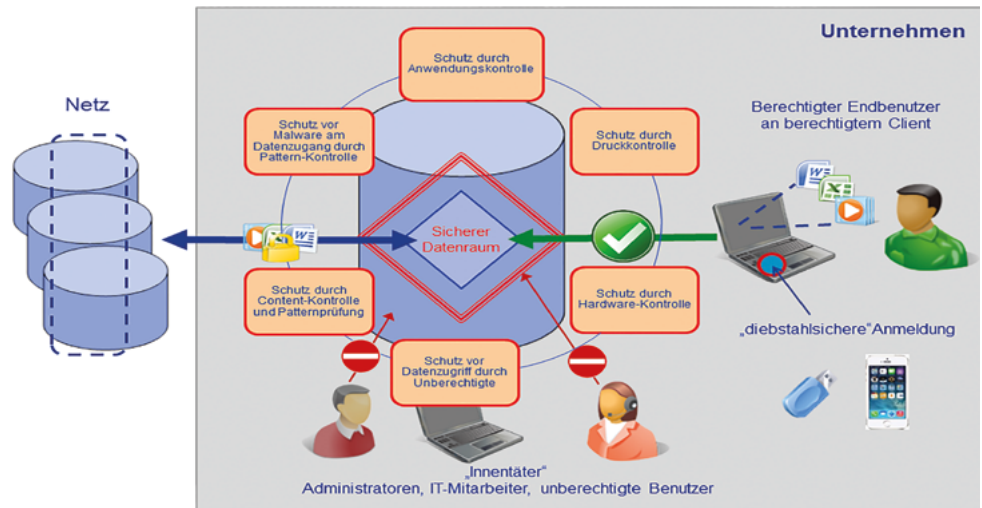 Unternehmen
Netz
Schutz durch
Anwendungskontrolle
Schutz vor
Malware am
Datenzugang durch
Pattern-Kontrolle
Schutz durch
Druckkontrolle
Berechtigter Endbenutzer
an berechtigtem Client
Sicherer
Datenraum
Schutz durch
Content-Kontrolle
und Patternprüfung
Schutz durch
Hardware-Kontrolle
„diebstahlsichere“Anmeldung
Schutz vor
Datenzugriff durch
Unberechtigte
„Innentäter“
Administratoren, IT-Mitarbeiter, unberechtigte Benutzer